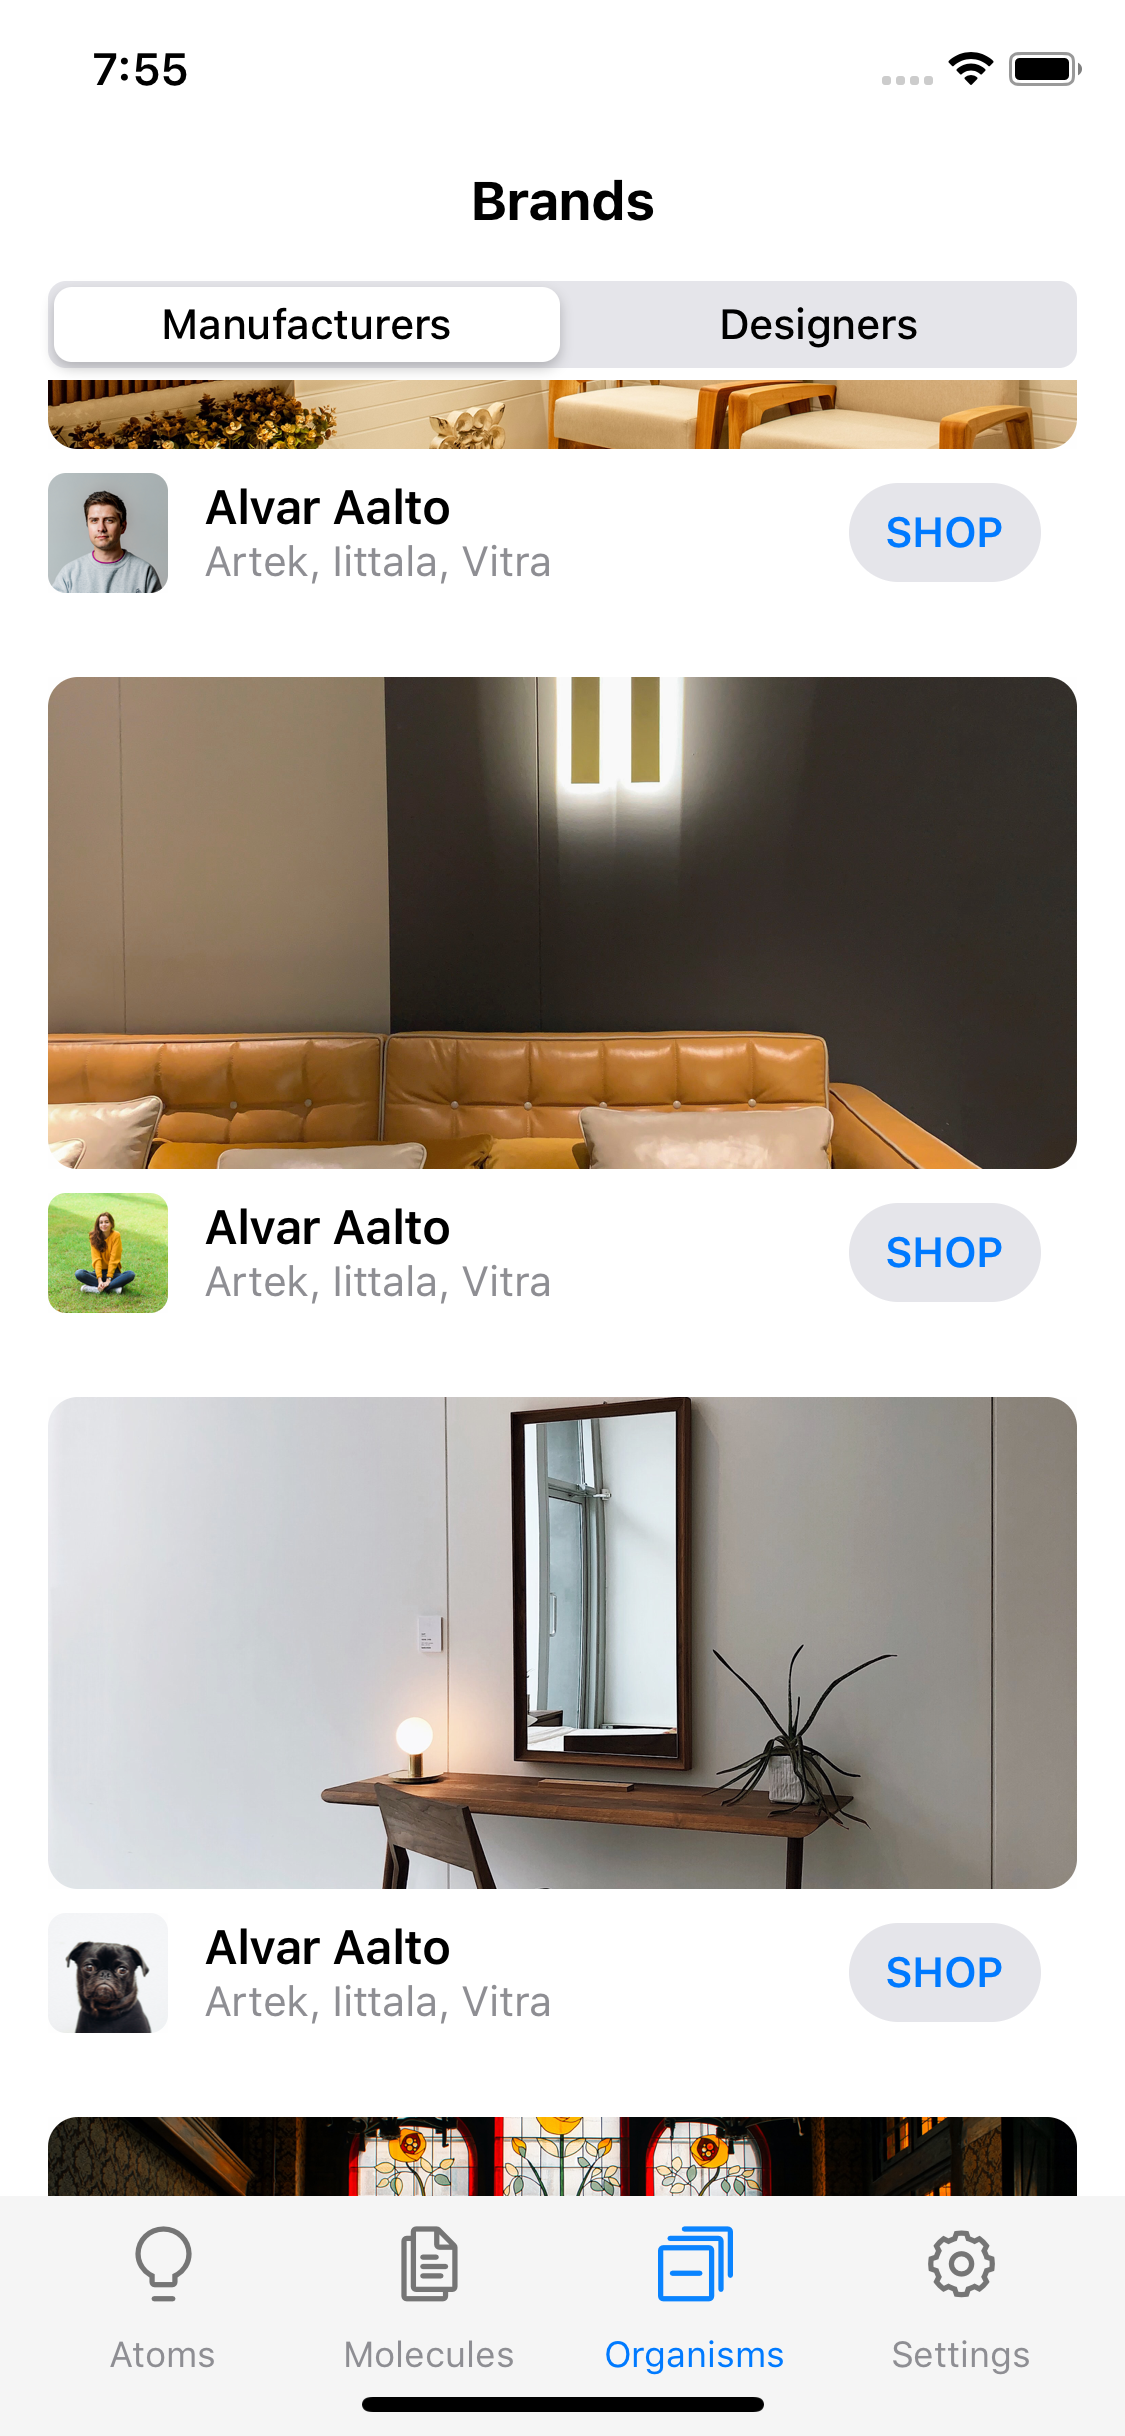 7:55
Brands
Manufacturers
Designers
Alvar Aalto
Artek, Iittala, Vitra
SHOP
Alvar Aalto
Artek, Iittala, Vitra
SHOP
Alvar Aalto
Artek, Iittala, Vitra
SHOP
Atoms
Molecules
Organisms
Settings